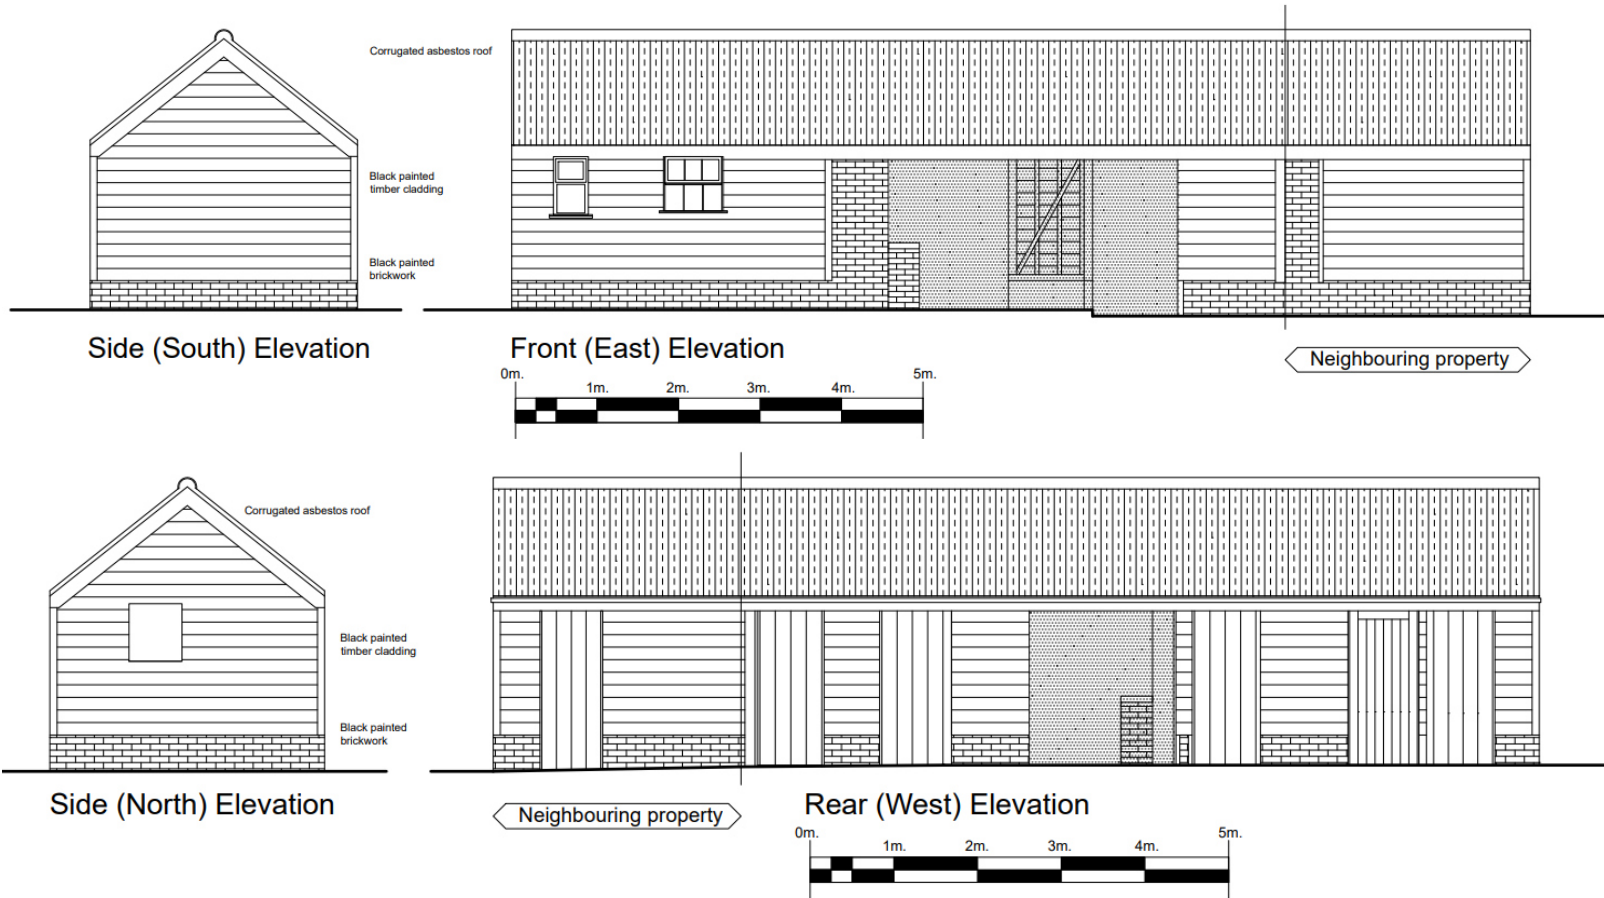 Corrugated asbestos roof
Black painted
timber cladding
Black painted
brickwork
Side (South) Elevation
Front (East) Elevation
Neighbouring property
0m.
1m.
2m.
3m.
4m.
5m.
Corrugated asbestos roof
Black painted
timber cladding
Black painted
brickwork
Side (North) Elevation
Neighbouring property
Rear (West) Elevation
0m.
1m.
2m.
3m.
4m.
5m.